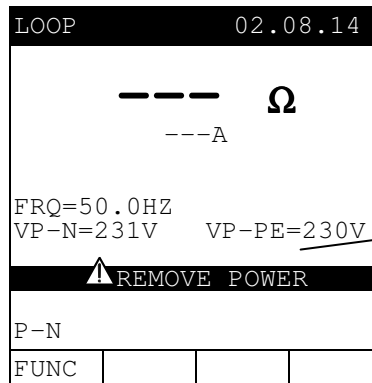 LOOP 02.08.14
--- Ω
---A
FRQ=50.0HZ
VP-N=231V VP-PE=230V
REMOVE POWER
P-N
FUNC